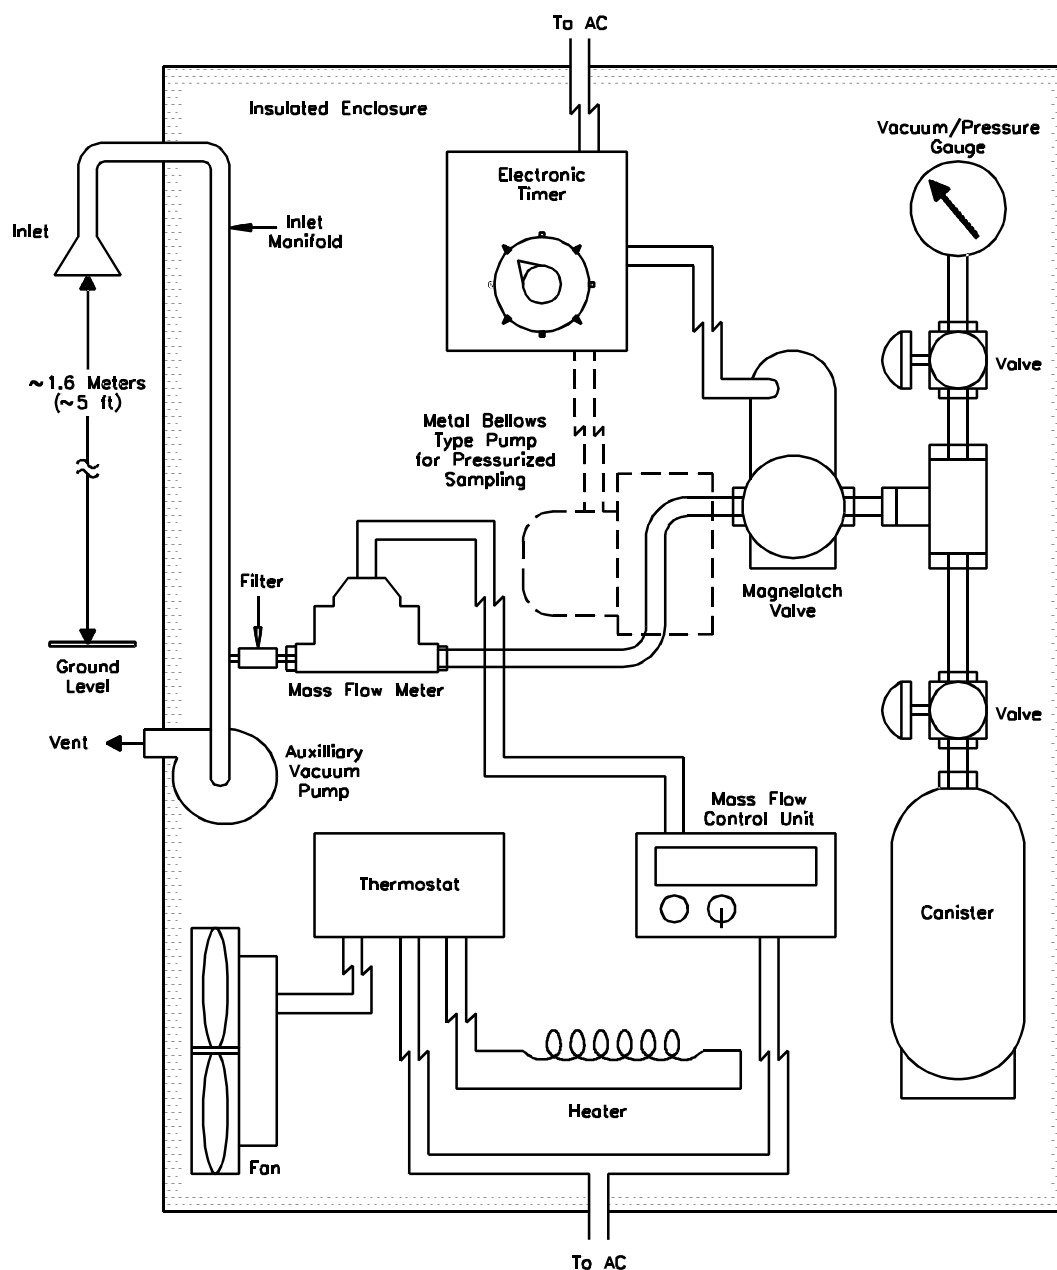 To AC
Insulated Enclosure
Vacuum/Pressure
Gauge
Electronic
Timer
Inlet
Inlet
Manifold
~1.6 Meters
(~5 ft)
Valve
Metal Bellows
Type Pump
for Pressurized
Sampling
Filter
Magnelatch
Valve
Ground
Level
Mass Flow Meter
Valve
Vent
Auxilliary
Vacuum
Pump
Mass Flow
Control Unit
Thermostat
Canister
Heater
Fan
To AC